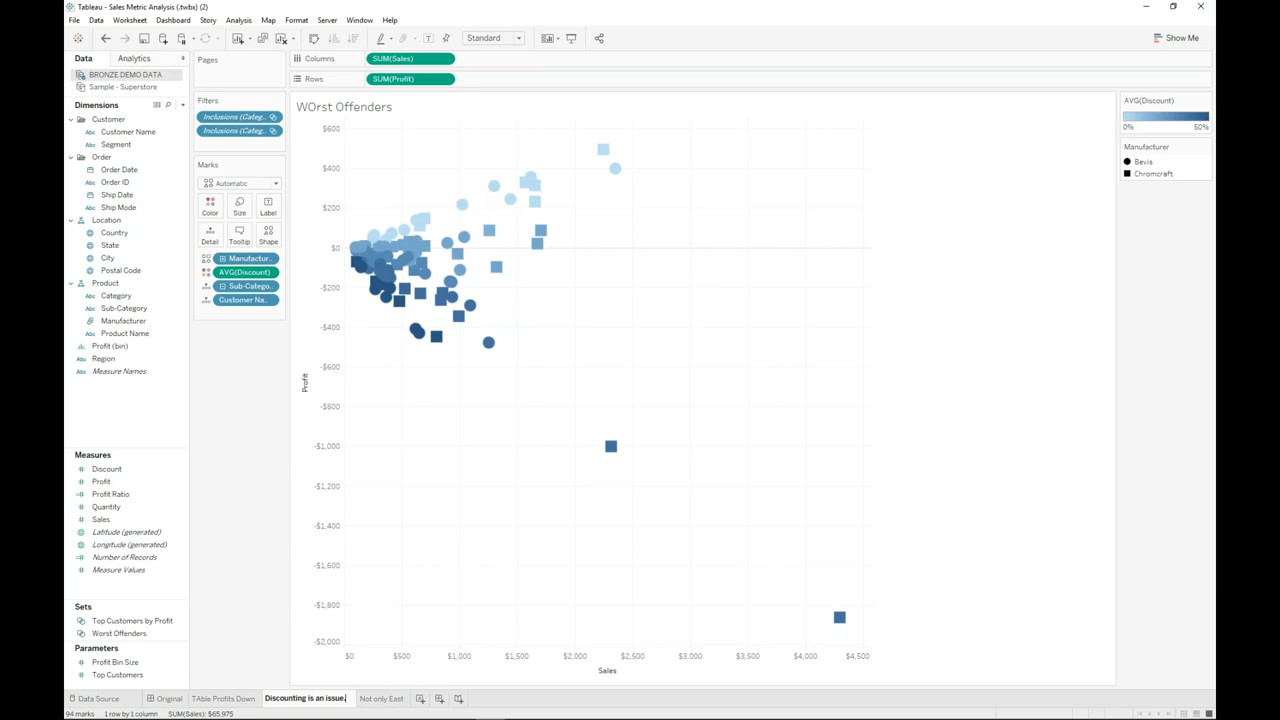 Tableau - Sales Metric Analysis (.twbx) (2)
File Data Worksheet Dashboard Story Analysis Map Format Server Window Help
Standard
Show Me
Data Analytics
BRONZE DEMO DATA
Sample - Superstore
Dimensions
Customer
Abc Customer Name
Abc Segment
Order
Order Date
Abc Order ID
Ship Date
Abc Ship Mode
Location
Country
State
City
Postal Code
Product
Abc Category
Abc Sub-Category
Manufacturer
Abc Product Name
Profit (bin)
Abc Region
Abc Measure Names
Measures
# Discount
# Profit
=# Profit Ratio
# Quantity
# Sales
Latitude (generated)
Longitude (generated)
=# Number of Records
# Measure Values
Sets
Top Customers by Profit
Worst Offenders
Parameters
# Profit Bin Size
# Top Customers
Pages
Filters
Inclusions (Categ..
Inclusions (Categ..
Marks
Automatic
Color Size Label
Detail Tooltip Shape
Manufactur..
AVG(Discount)
Sub-Catego..
Customer Na..
Columns SUM(Sales)
Rows SUM(Profit)
WOrst Offenders
$600
$400
$200
$0
-$200
-$400
-$600
-$800
-$1,000
-$1,200
-$1,400
-$1,600
-$1,800
-$2,000
Profit
$0 $500 $1,000 $1,500 $2,000 $2,500 $3,000 $3,500 $4,000 $4,500
Sales
AVG(Discount)
0% 50%
Manufacturer
Bevis
Chromcraft
Data Source Original TAble Profits Down Discounting is an issue. Not only East
94 marks 1 row by 1 column SUM(Sales): $65,975